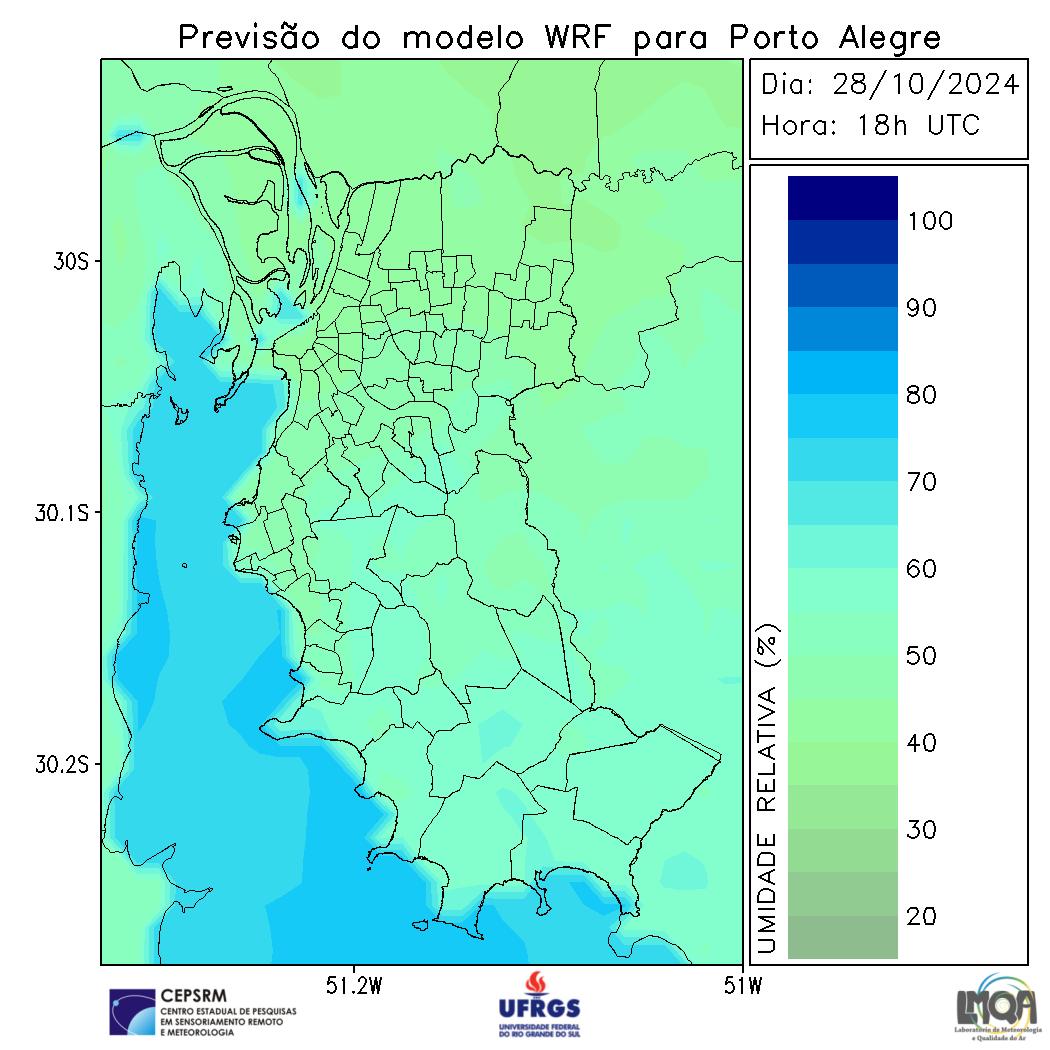 Previsão do modelo WRF para Porto Alegre
Dia: 28/10/2024
Hora: 18h UTC
30S
30.1S
30.2S
51.2W
51W
100
90
80
70
60
50
40
30
20
UMIDADE RELATIVA (%)
CEPSRM
CENTRO ESTADUAL DE PESQUISAS
EM SENSORIAMENTO REMOTO
E METEOROLOGIA
UFRGS
UNIVERSIDADE FEDERAL
DO RIO GRANDE DO SUL
LMQA
Laboratório de Meteorologia
e Qualidade do Ar